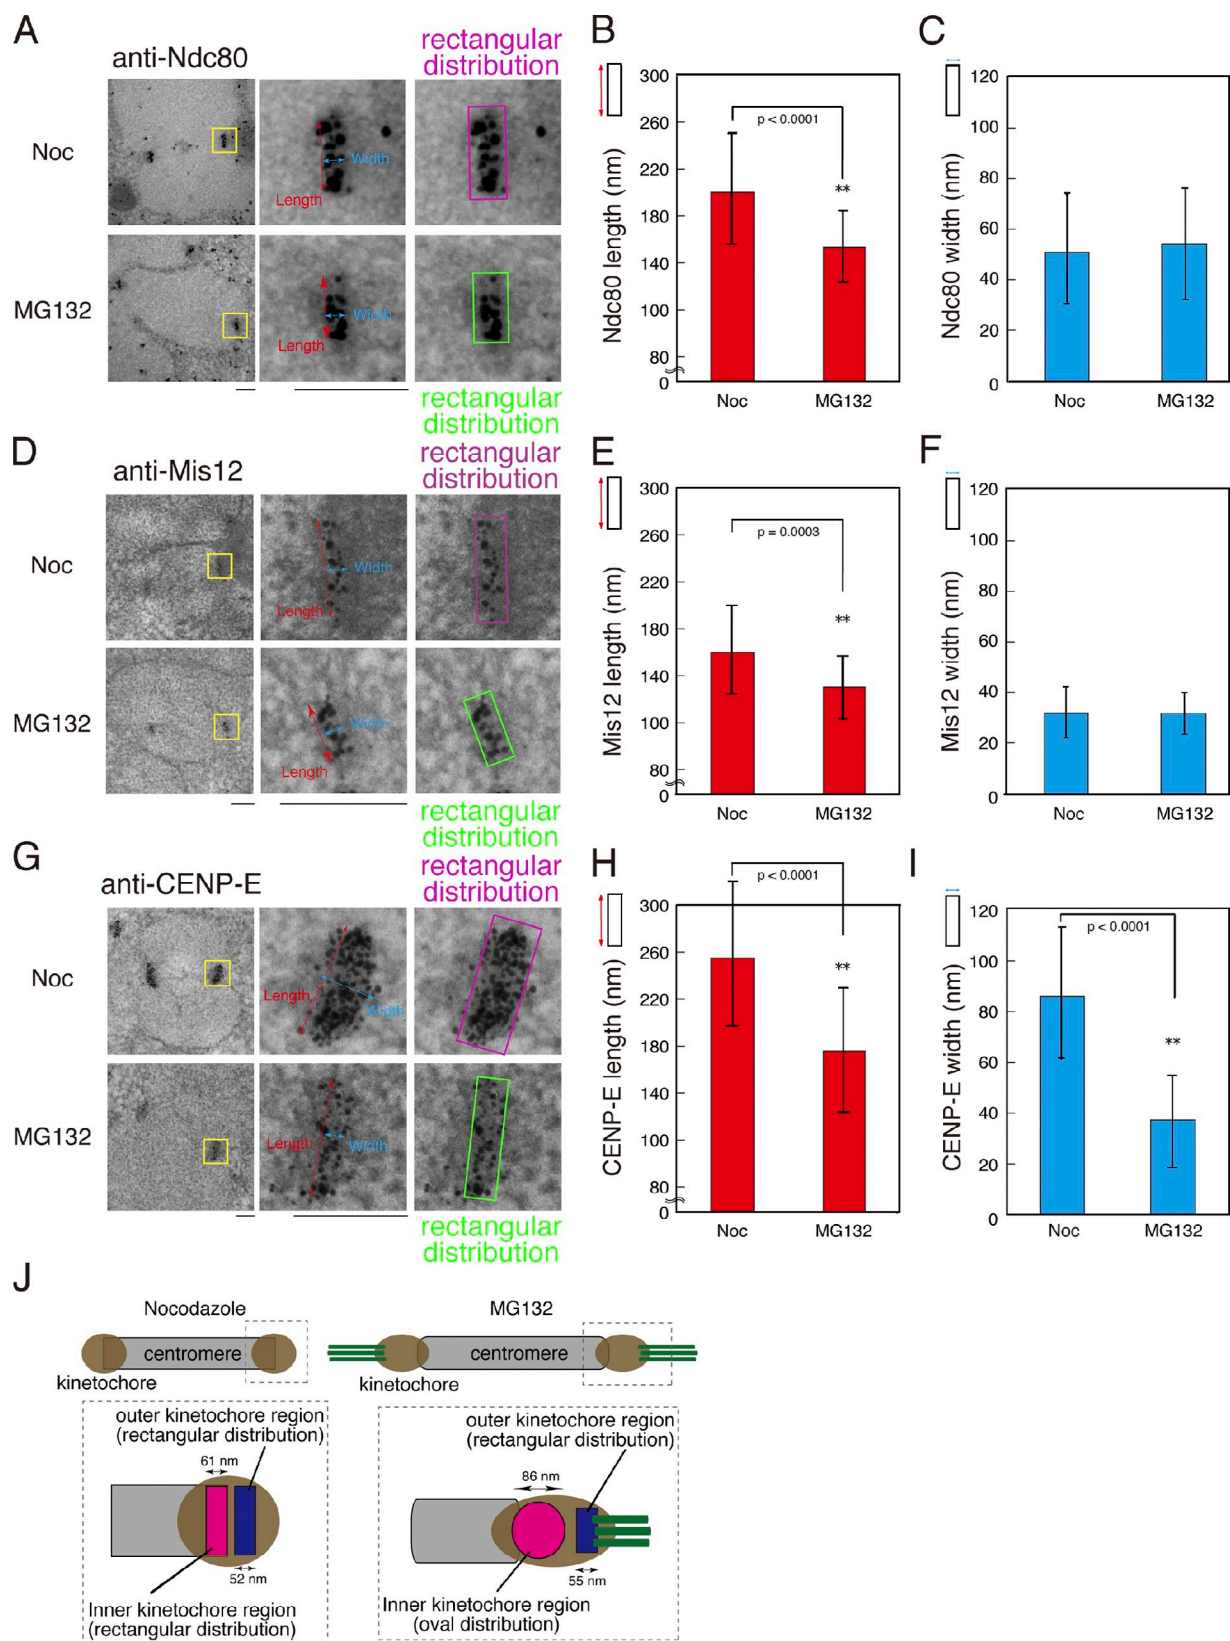 A
anti-Ndc80
rectangular
distribution
Noc
Width
Length
MG132
Width
Length
rectangular
distribution
B
Ndc80 length (nm)
300
260
220
180
140
100
80
0
p < 0.0001
**
Noc
MG132
C
Ndc80 width (nm)
120
100
80
60
40
20
0
Noc
MG132
D
anti-Mis12
rectangular
distribution
Noc
Width
Length
MG132
Width
Length
rectangular
distribution
E
Mis12 length (nm)
300
260
220
180
140
100
80
0
p = 0.0003
**
Noc
MG132
F
Mis12 width (nm)
120
100
80
60
40
20
0
Noc
MG132
G
anti-CENP-E
rectangular
distribution
Noc
Length
Width
MG132
Length
Width
rectangular
distribution
H
CENP-E length (nm)
300
260
220
180
140
100
80
0
p < 0.0001
**
Noc
MG132
I
CENP-E width (nm)
120
100
80
60
40
20
0
p < 0.0001
**
Noc
MG132
J
Nocodazole
centromere
kinetochore
outer kinetochore region
(rectangular distribution)
61 nm
52 nm
Inner kinetochore region
(rectangular distribution)
MG132
centromere
kinetochore
outer kinetochore region
(rectangular distribution)
86 nm
55 nm
Inner kinetochore region
(oval distribution)